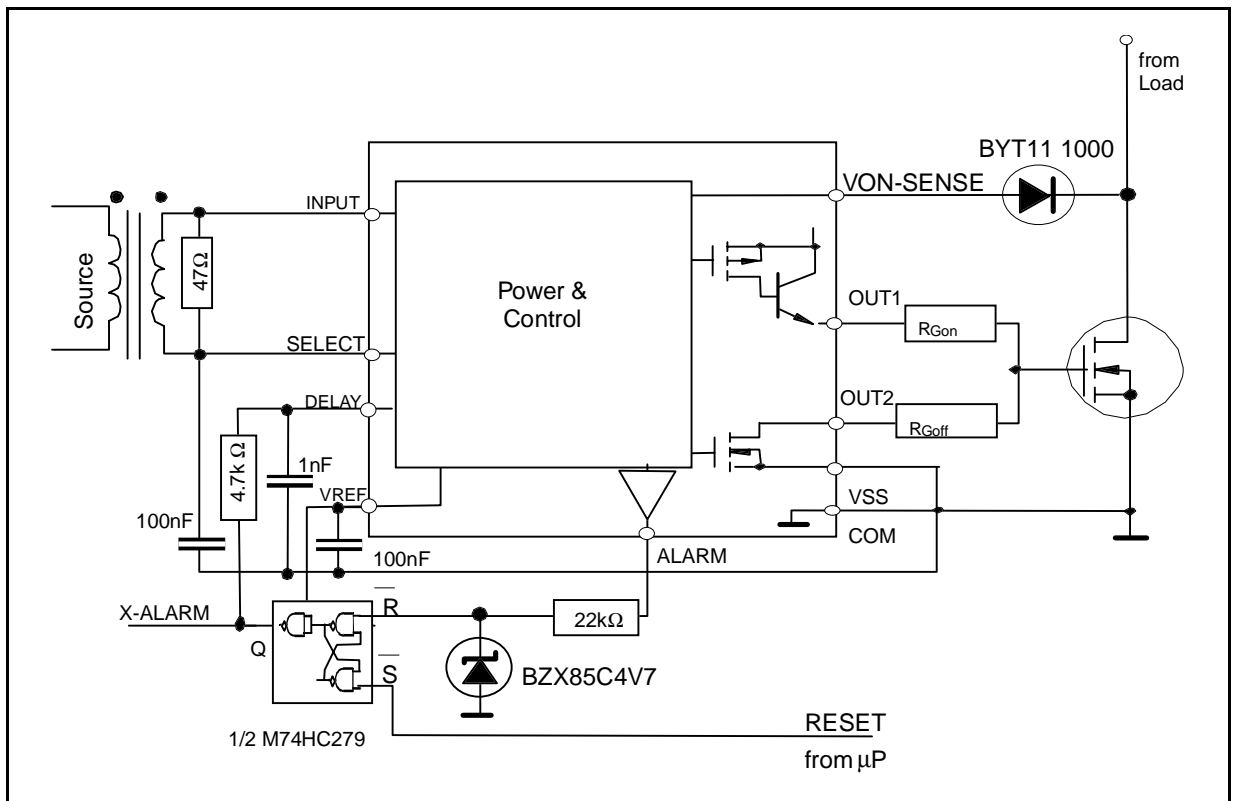 from
Load
BYT11 1000
VON-SENSE
INPUT
Source
47Ω
Power &
Control
OUT1
RGon
SELECT
DELAY
OUT2
RGoff
4.7k Ω
1nF
VREF
VSS
100nF
COM
100nF
ALARM
X-ALARM
R
22kΩ
Q
S
BZX85C4V7
1/2 M74HC279
RESET
from μP